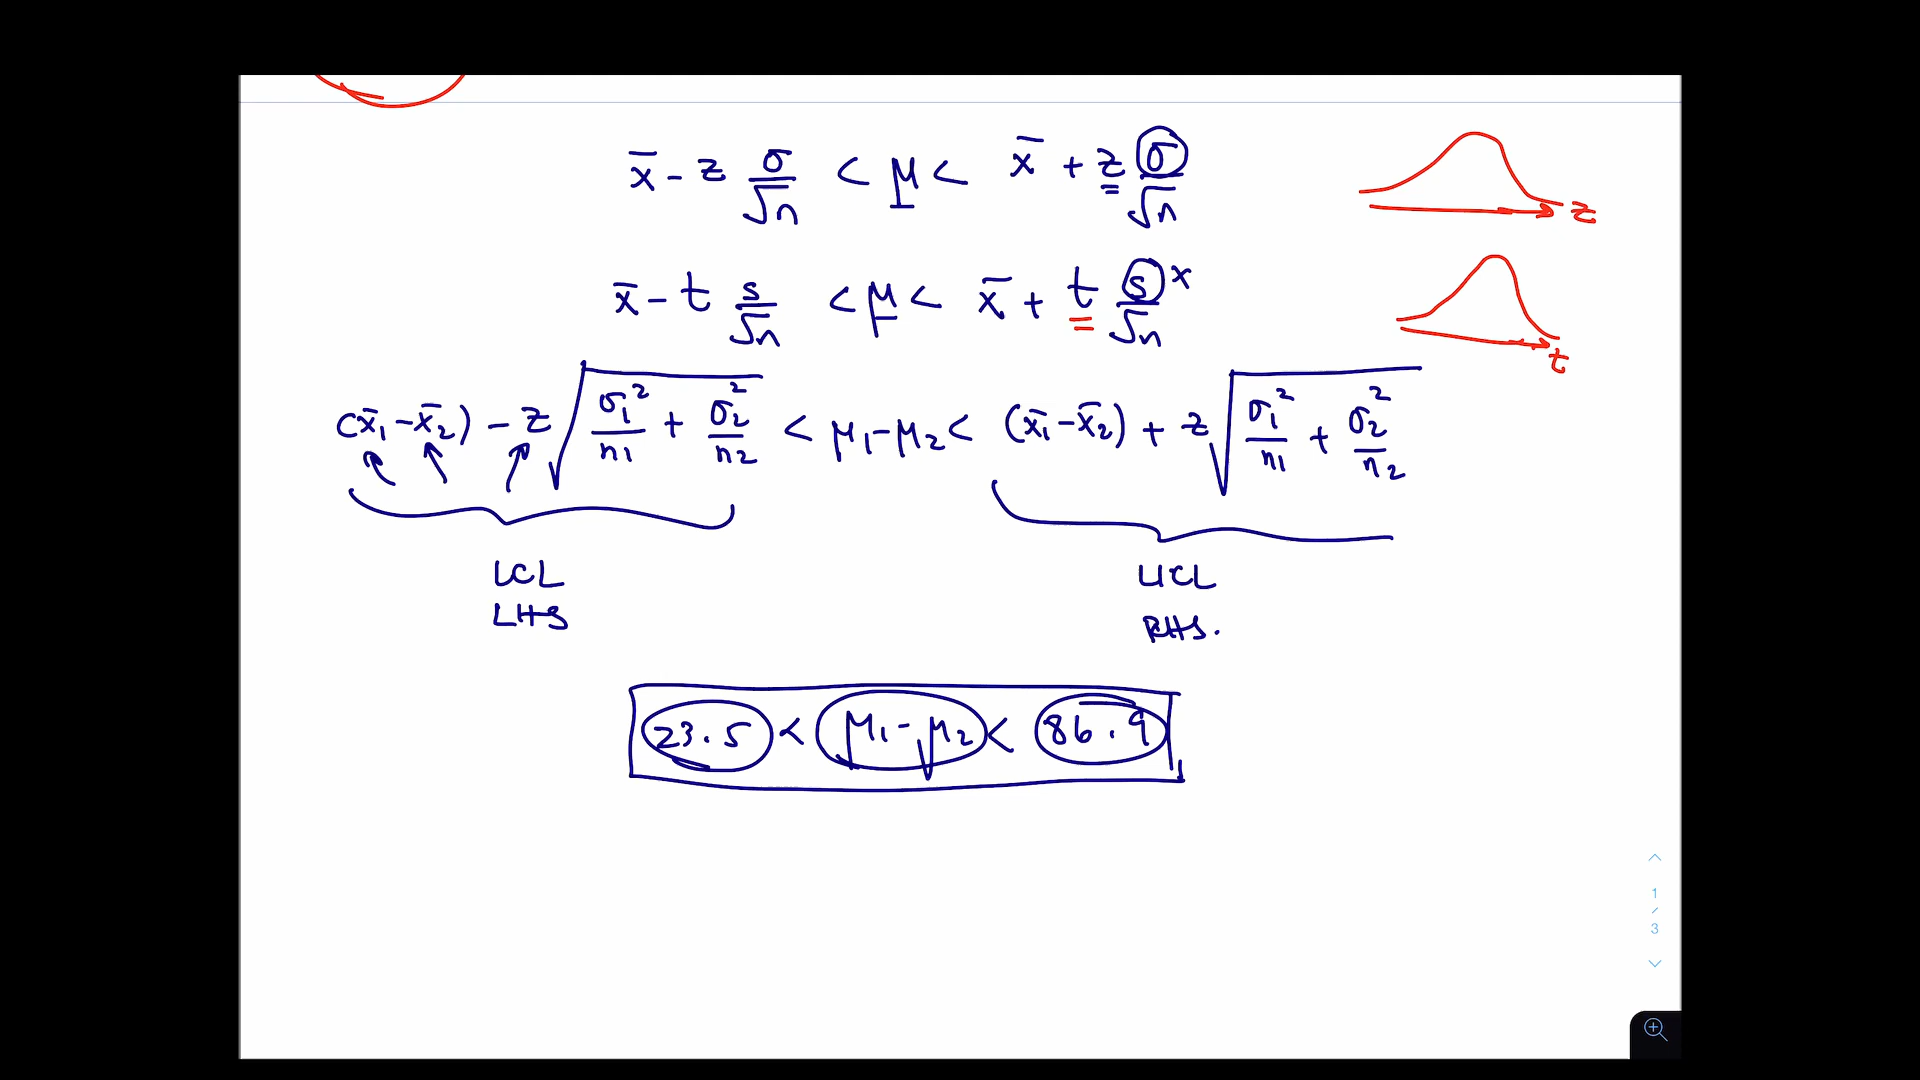 x̄ - z σ/√n < μ < x̄ + z σ/√n
z
x̄ - t s/√n < μ < x̄ + t s/√n x
t
(x̄₁-x̄₂) - z √(σ₁²/n₁ + σ₂²/n₂) < μ₁-μ₂ < (x̄₁-x̄₂) + z √(σ₁²/n₁ + σ₂²/n₂)
LCL UCL
LHS RHS.
23.5 < μ₁-μ₂ < 86.9
1
/
3